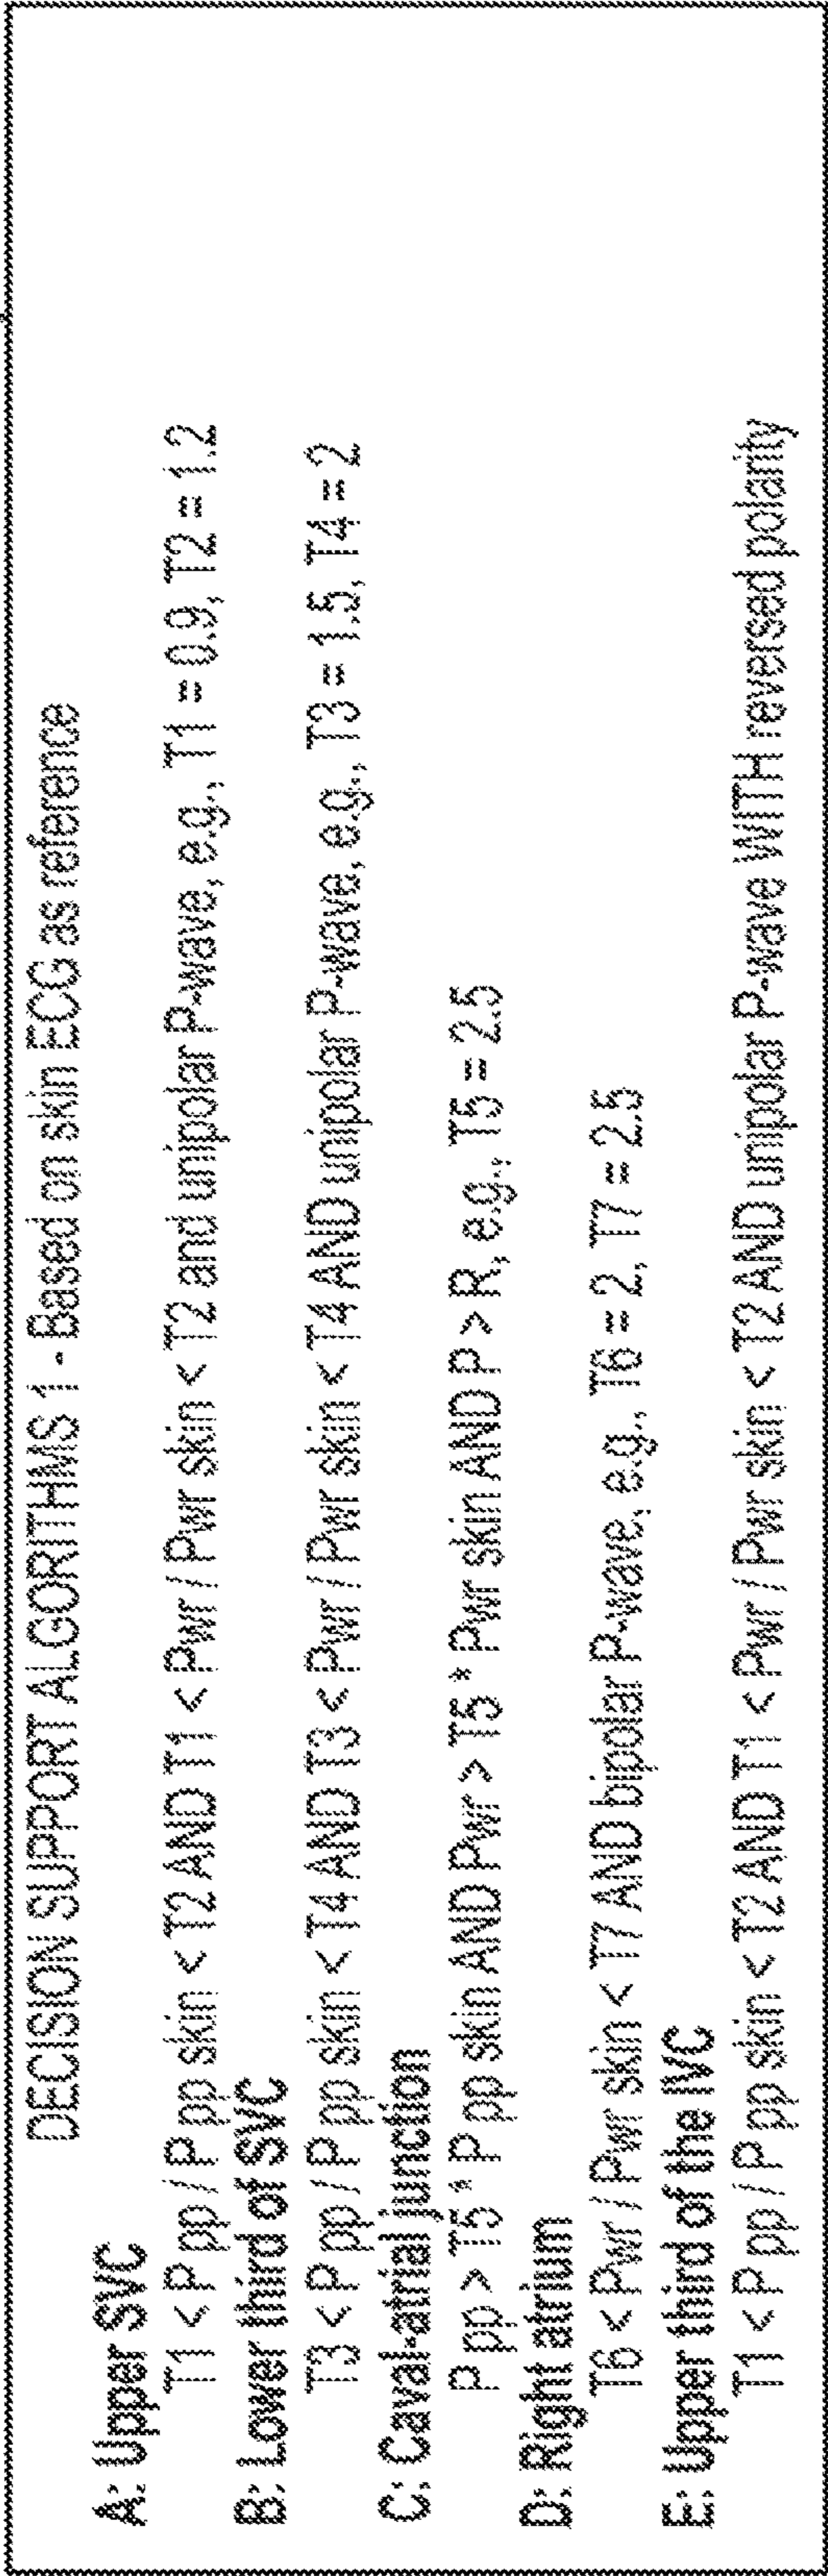 DECISION SUPPORT ALGORITHMS 1 - Based on skin ECG as reference
A: Upper SVC
T1 < P pp / P pp skin < T2 AND T1 < Pwr / Pwr skin < T2 and unipolar P-wave, e.g., T1 = 0.9, T2 = 1.2
B: Lower third of SVC
T3 < P pp / P pp skin < T4 AND T3 < Pwr / Pwr skin < T4 AND unipolar P-wave, e.g., T3 = 1.5, T4 = 2
C: Caval-atrial junction
P pp > T5 * P pp skin AND Pwr > T5 * Pwr skin AND P > R, e.g., T5 = 2.5
D: Right atrium
T6 < Pwr / Pwr skin < T7 AND bipolar P-wave, e.g., T6 = 2, T7 = 2.5
E: Upper third of the IVC
T1 < P pp / P pp skin < T2 AND T1 < Pwr / Pwr skin < T2 AND unipolar P-wave WITH reversed polarity